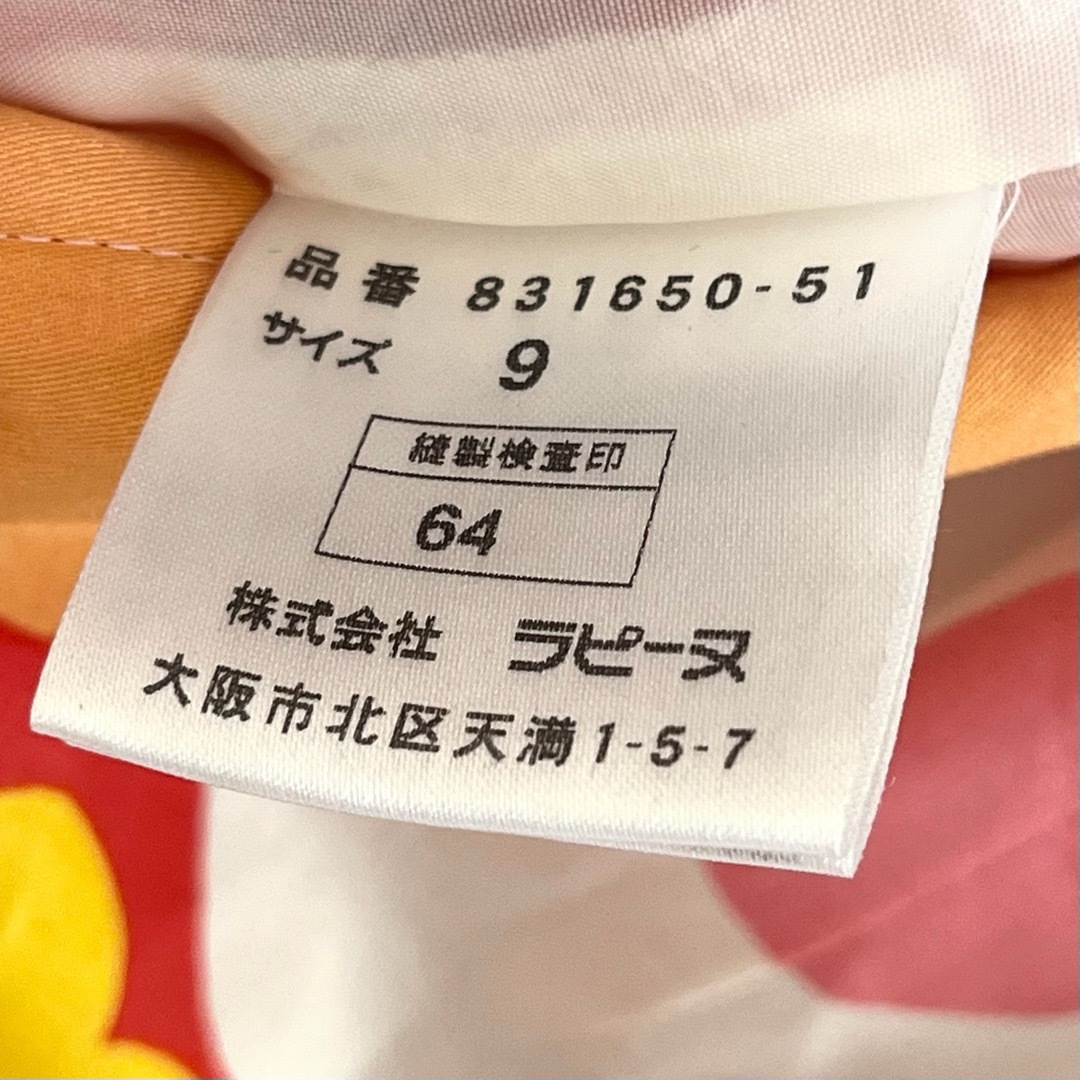 品番 831650-51
サイズ 9
縫製検査印
64
株式会社 ラピーヌ
大阪市北区天満1-5-7